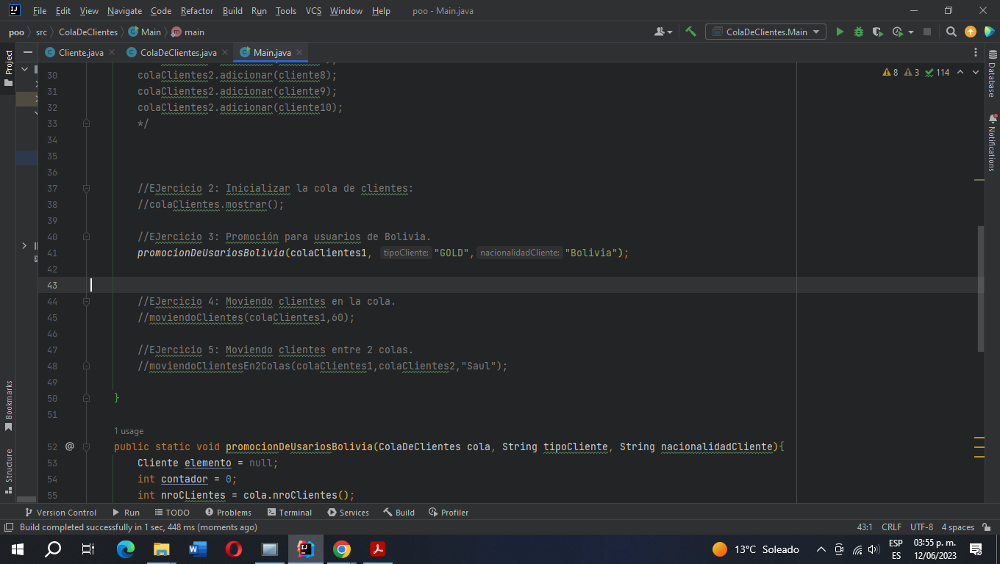 File Edit View Navigate Code Refactor Build Run Tools VCS Window Help poo - Main.java
poo src ColaDeClientes Main main ColaDeClientes.Main
Cliente.java ColaDeClientes.java Main.java
Project
8 3 114
30 colaClientes2.adicionar(cliente8);
31 colaClientes2.adicionar(cliente9);
32 colaClientes2.adicionar(cliente10);
33 */
34
35
36
37 //EJercicio 2: Inicializar la cola de clientes:
38 //colaClientes.mostrar();
39
40 //EJercicio 3: Promoción para usuarios de Bolivia.
41 promocionDeUsariosBolivia(colaClientes1, tipoCliente: "GOLD", nacionalidadCliente: "Bolivia");
42
43
44 //EJercicio 4: Moviendo clientes en la cola.
45 //moviendoClientes(colaClientes1,60);
46
47 //EJercicio 5: Moviendo clientes entre 2 colas.
48 //moviendoClientesEn2Colas(colaClientes1,colaClientes2,"Saul");
49
50 }
51
1 usage
52 @ public static void promocionDeUsariosBolivia(ColaDeClientes cola, String tipoCliente, String nacionalidadCliente){
53 Cliente elemento = null;
54 int contador = 0;
55 int nroCLientes = cola.nroClientes();
Bookmarks
Structure
Database
Notifications
Version Control Run TODO Problems Terminal Services Build Profiler
Build completed successfully in 1 sec, 448 ms (moments ago) 43:1 CRLF UTF-8 4 spaces
13°C Soleado ESP 03:55 p. m.
ES 12/06/2023